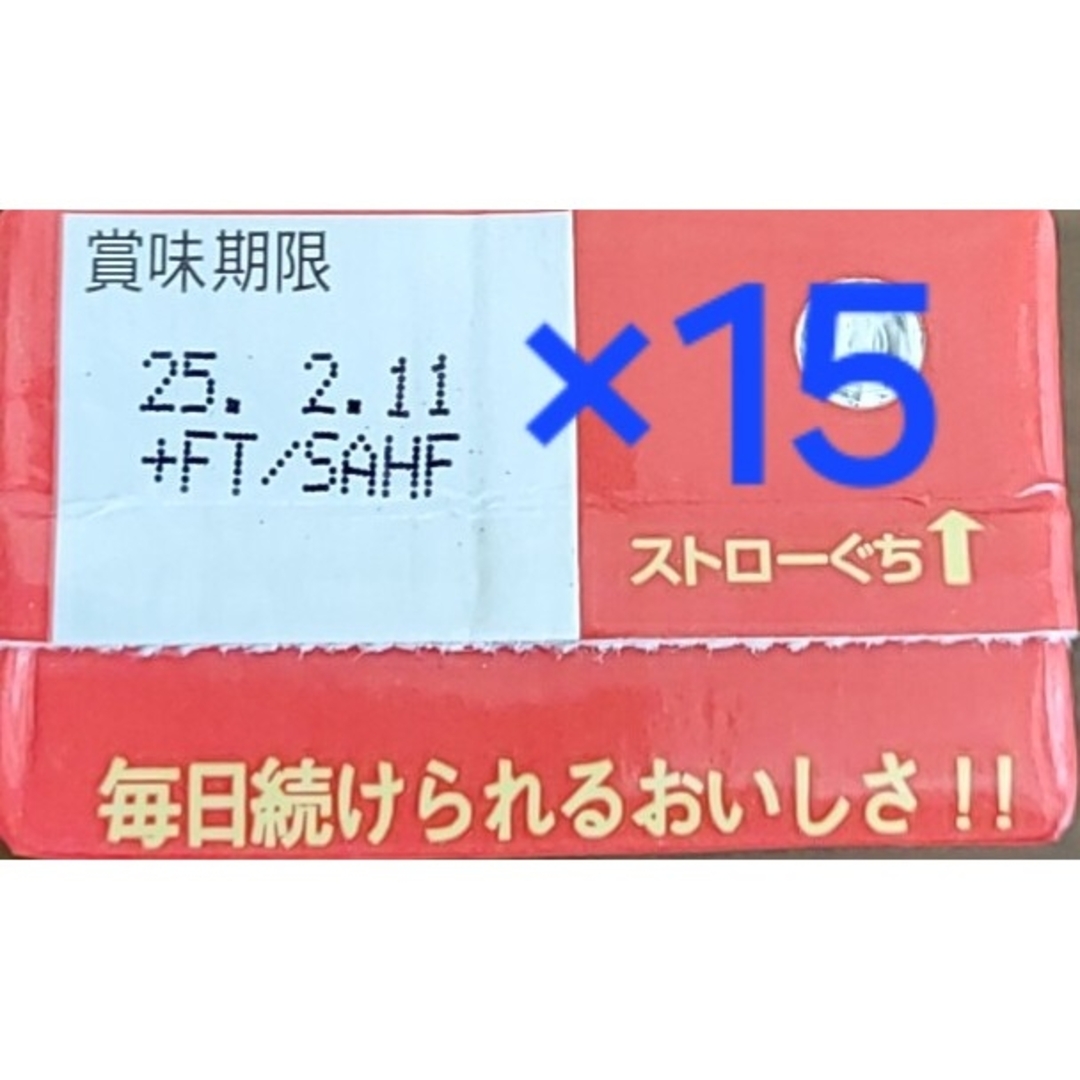 賞味期限
25. 2.11
+FT/SAHF
×15
ストローぐち↑
毎日続けられるおいしさ!!